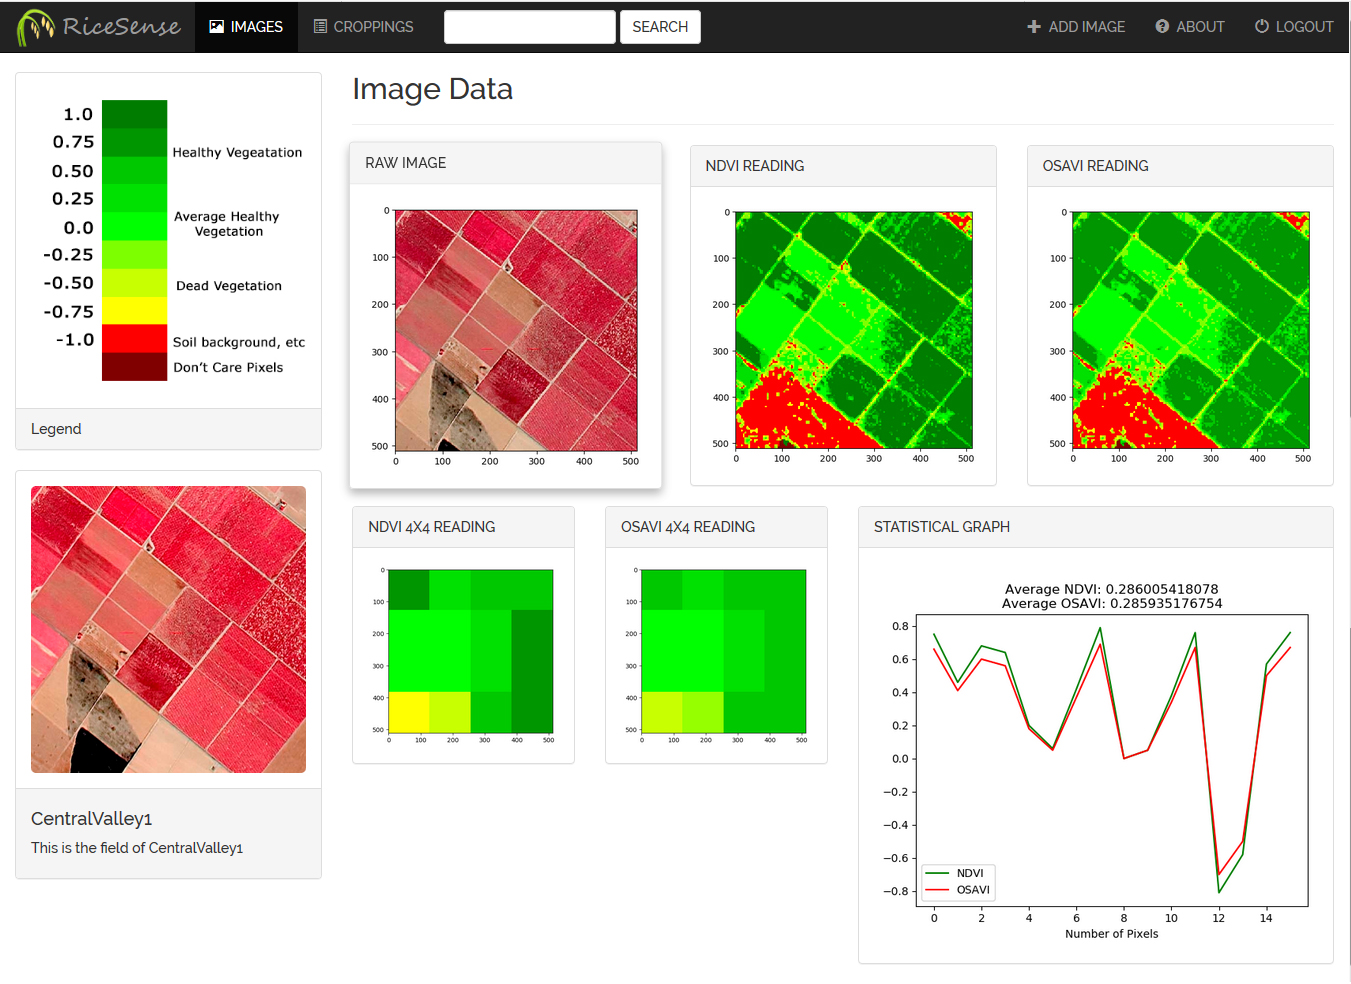 RiceSense IMAGES CROPPINGS SEARCH ADD IMAGE ABOUT LOGOUT
1.0
0.75
Healthy Vegeatation
0.50
0.25
Average Healthy
0.0
Vegetation
-0.25
-0.50
Dead Vegetation
-0.75
-1.0
Soil background, etc
Don't Care Pixels
Legend
CentralValley1
This is the field of CentralValley1
Image Data
RAW IMAGE
0
100
200
300
400
500
0 100 200 300 400 500
NDVI READING
0
100
200
300
400
500
0 100 200 300 400 500
OSAVI READING
0
100
200
300
400
500
0 100 200 300 400 500
NDVI 4X4 READING
0
100
200
300
400
500
0 100 200 300 400 500
OSAVI 4X4 READING
0
100
200
300
400
500
0 100 200 300 400 500
STATISTICAL GRAPH
Average NDVI: 0.286005418078
Average OSAVI: 0.285935176754
0.8
0.6
0.4
0.2
0.0
−0.2
−0.4
−0.6
−0.8
NDVI
OSAVI
0 2 4 6 8 10 12 14
Number of Pixels